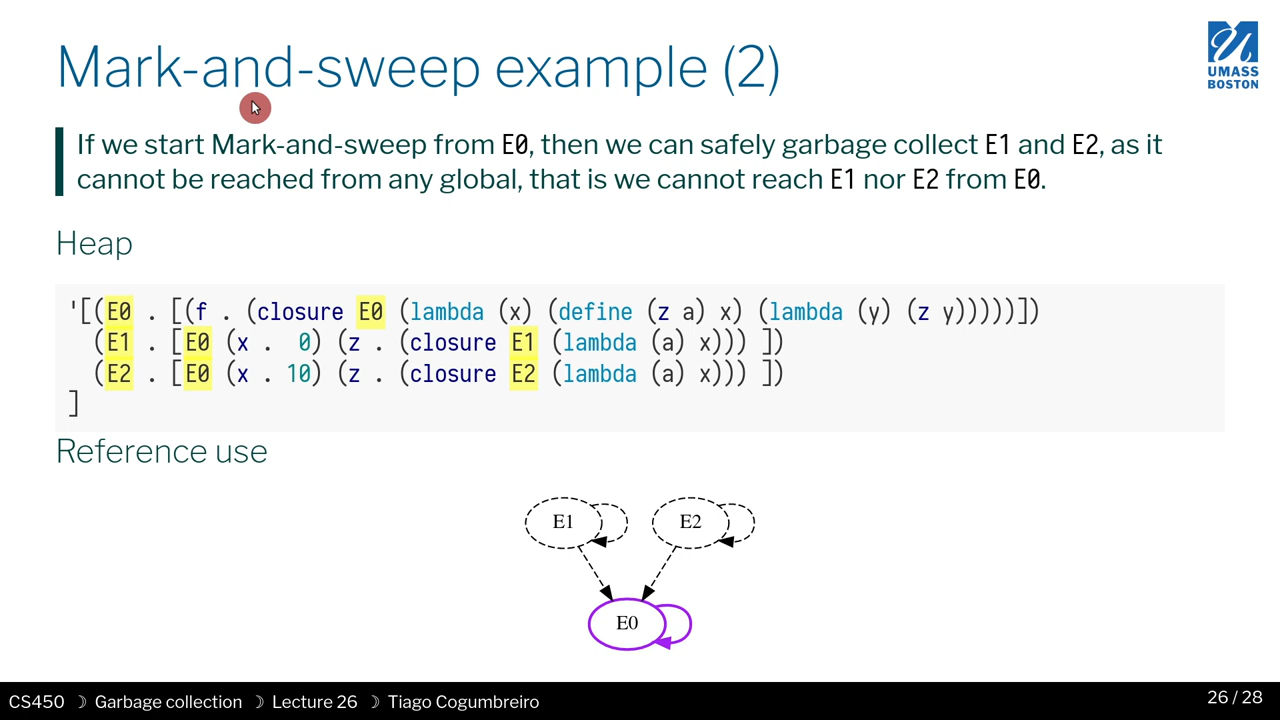 Mark-and-sweep example (2)
UMASS
BOSTON
If we start Mark-and-sweep from E0, then we can safely garbage collect E1 and E2, as it
cannot be reached from any global, that is we cannot reach E1 nor E2 from E0.
Heap
'[(E0 . [(f . (closure E0 (lambda (x) (define (z a) x) (lambda (y) (z y)))))])
(E1 . [E0 (x .  0) (z . (closure E1 (lambda (a) x))) ])
(E2 . [E0 (x . 10) (z . (closure E2 (lambda (a) x))) ])
]
Reference use
E1 E2
E0
CS450 ☽ Garbage collection ☽ Lecture 26 ☽ Tiago Cogumbreiro 26 / 28